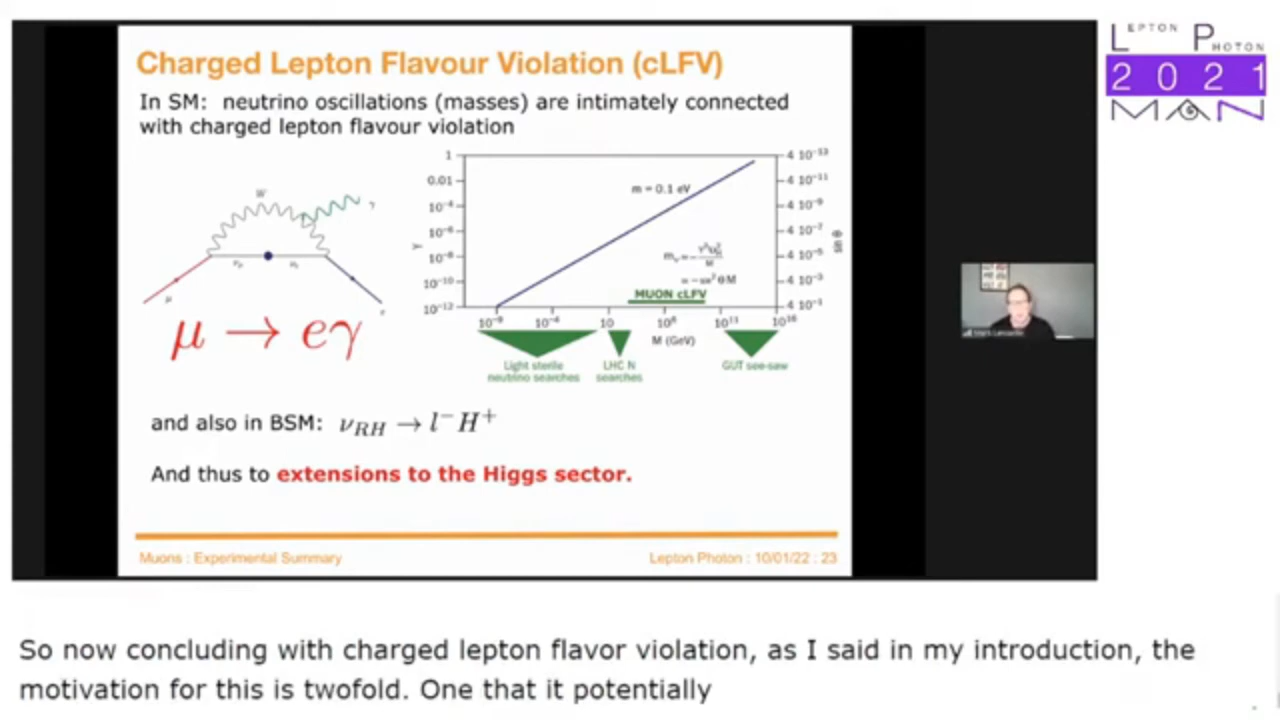 Charged Lepton Flavour Violation (cLFV)
In SM: neutrino oscillations (masses) are intimately connected
with charged lepton flavour violation
W
γ
ν
μ
μ → eγ
1
0.01
10⁻⁴
10⁻⁶
10⁻⁸
10⁻¹⁰
10⁻¹²
Y
m = 0.1 eV
MUON cLFV
4 10⁻¹³
4 10⁻¹¹
4 10⁻⁹
4 10⁻⁷
4 10⁻⁵
4 10⁻³
4 10⁻¹
10⁻⁹
10⁻⁴
10
10⁶
10¹¹
10¹⁶
M (GeV)
Light sterile
neutrino searches
LHC N
searches
GUT see-saw
and also in BSM: νRH → l⁻H⁺
And thus to extensions to the Higgs sector.
Muons : Experimental Summary
Lepton Photon : 10/01/22 : 23
LEPTON PHOTON
2021
MAN
So now concluding with charged lepton flavor violation, as I said in my introduction, the
motivation for this is twofold. One that it potentially